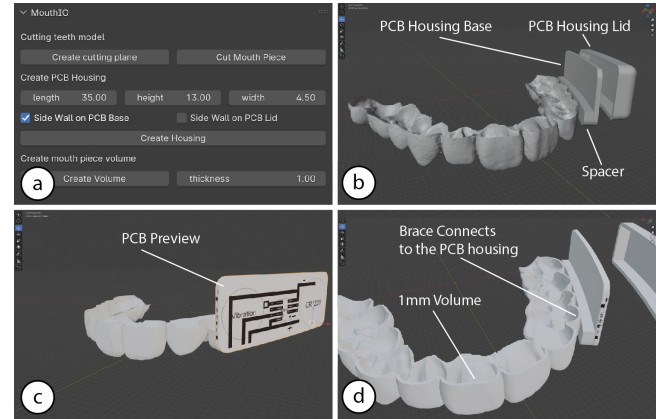 MouthIO
Cutting teeth model
Create cutting plane
Cut Mouth Piece
Create PCB Housing
length 35.00
height 13.00
width 4.50
Side Wall on PCB Base
Side Wall on PCB Lid
Create Housing
Create mouth piece volume
Create Volume
thickness 1.00
a
PCB Housing Base
PCB Housing Lid
Spacer
b
PCB Preview
Vibration
c
Brace Connects
to the PCB housing
1mm Volume
d